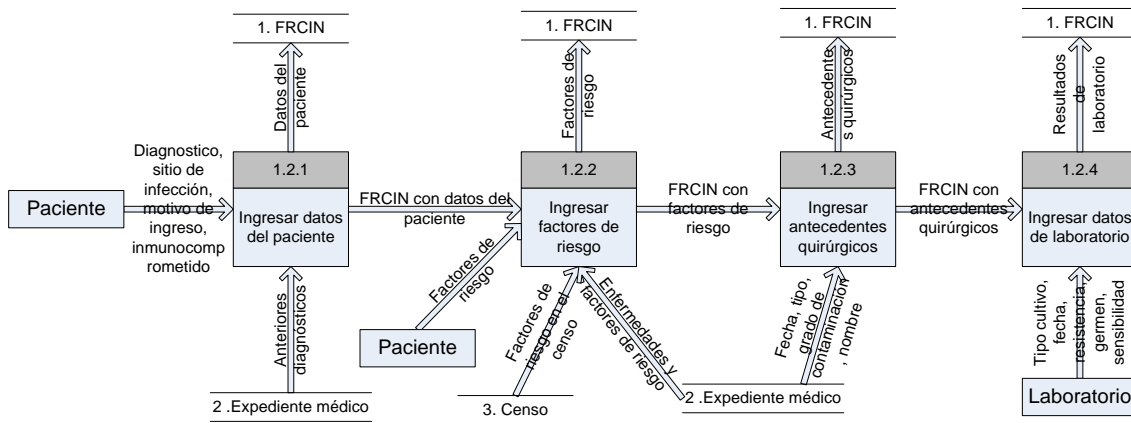 1. FRCIN
1. FRCIN
1. FRCIN
1. FRCIN
Datos del
paciente
Factores de
riesgo
Antecedente
s quirúrgicos
Resultados
de
laboratorio
Diagnostico,
sitio de
infección,
motivo de
ingreso,
inmunocomp
rometido
Paciente
1.2.1
Ingresar datos
del paciente
FRCIN con datos del
paciente
1.2.2
Ingresar
factores de
riesgo
FRCIN con
factores de
riesgo
1.2.3
Ingresar
antecedentes
quirúrgicos
FRCIN con
antecedentes
quirúrgicos
1.2.4
Ingresar datos
de laboratorio
Anteriores
diagnósticos
Factores de
riesgo
Paciente
Factores de
riesgo en el
censo
Enfermedades y
factores de riesgo
Fecha, tipo,
grado de
contaminación
, nombre
Tipo cultivo,
fecha,
resistencia,
germen,
sensibilidad
2 .Expediente médico
3. Censo
2 .Expediente médico
Laboratorio